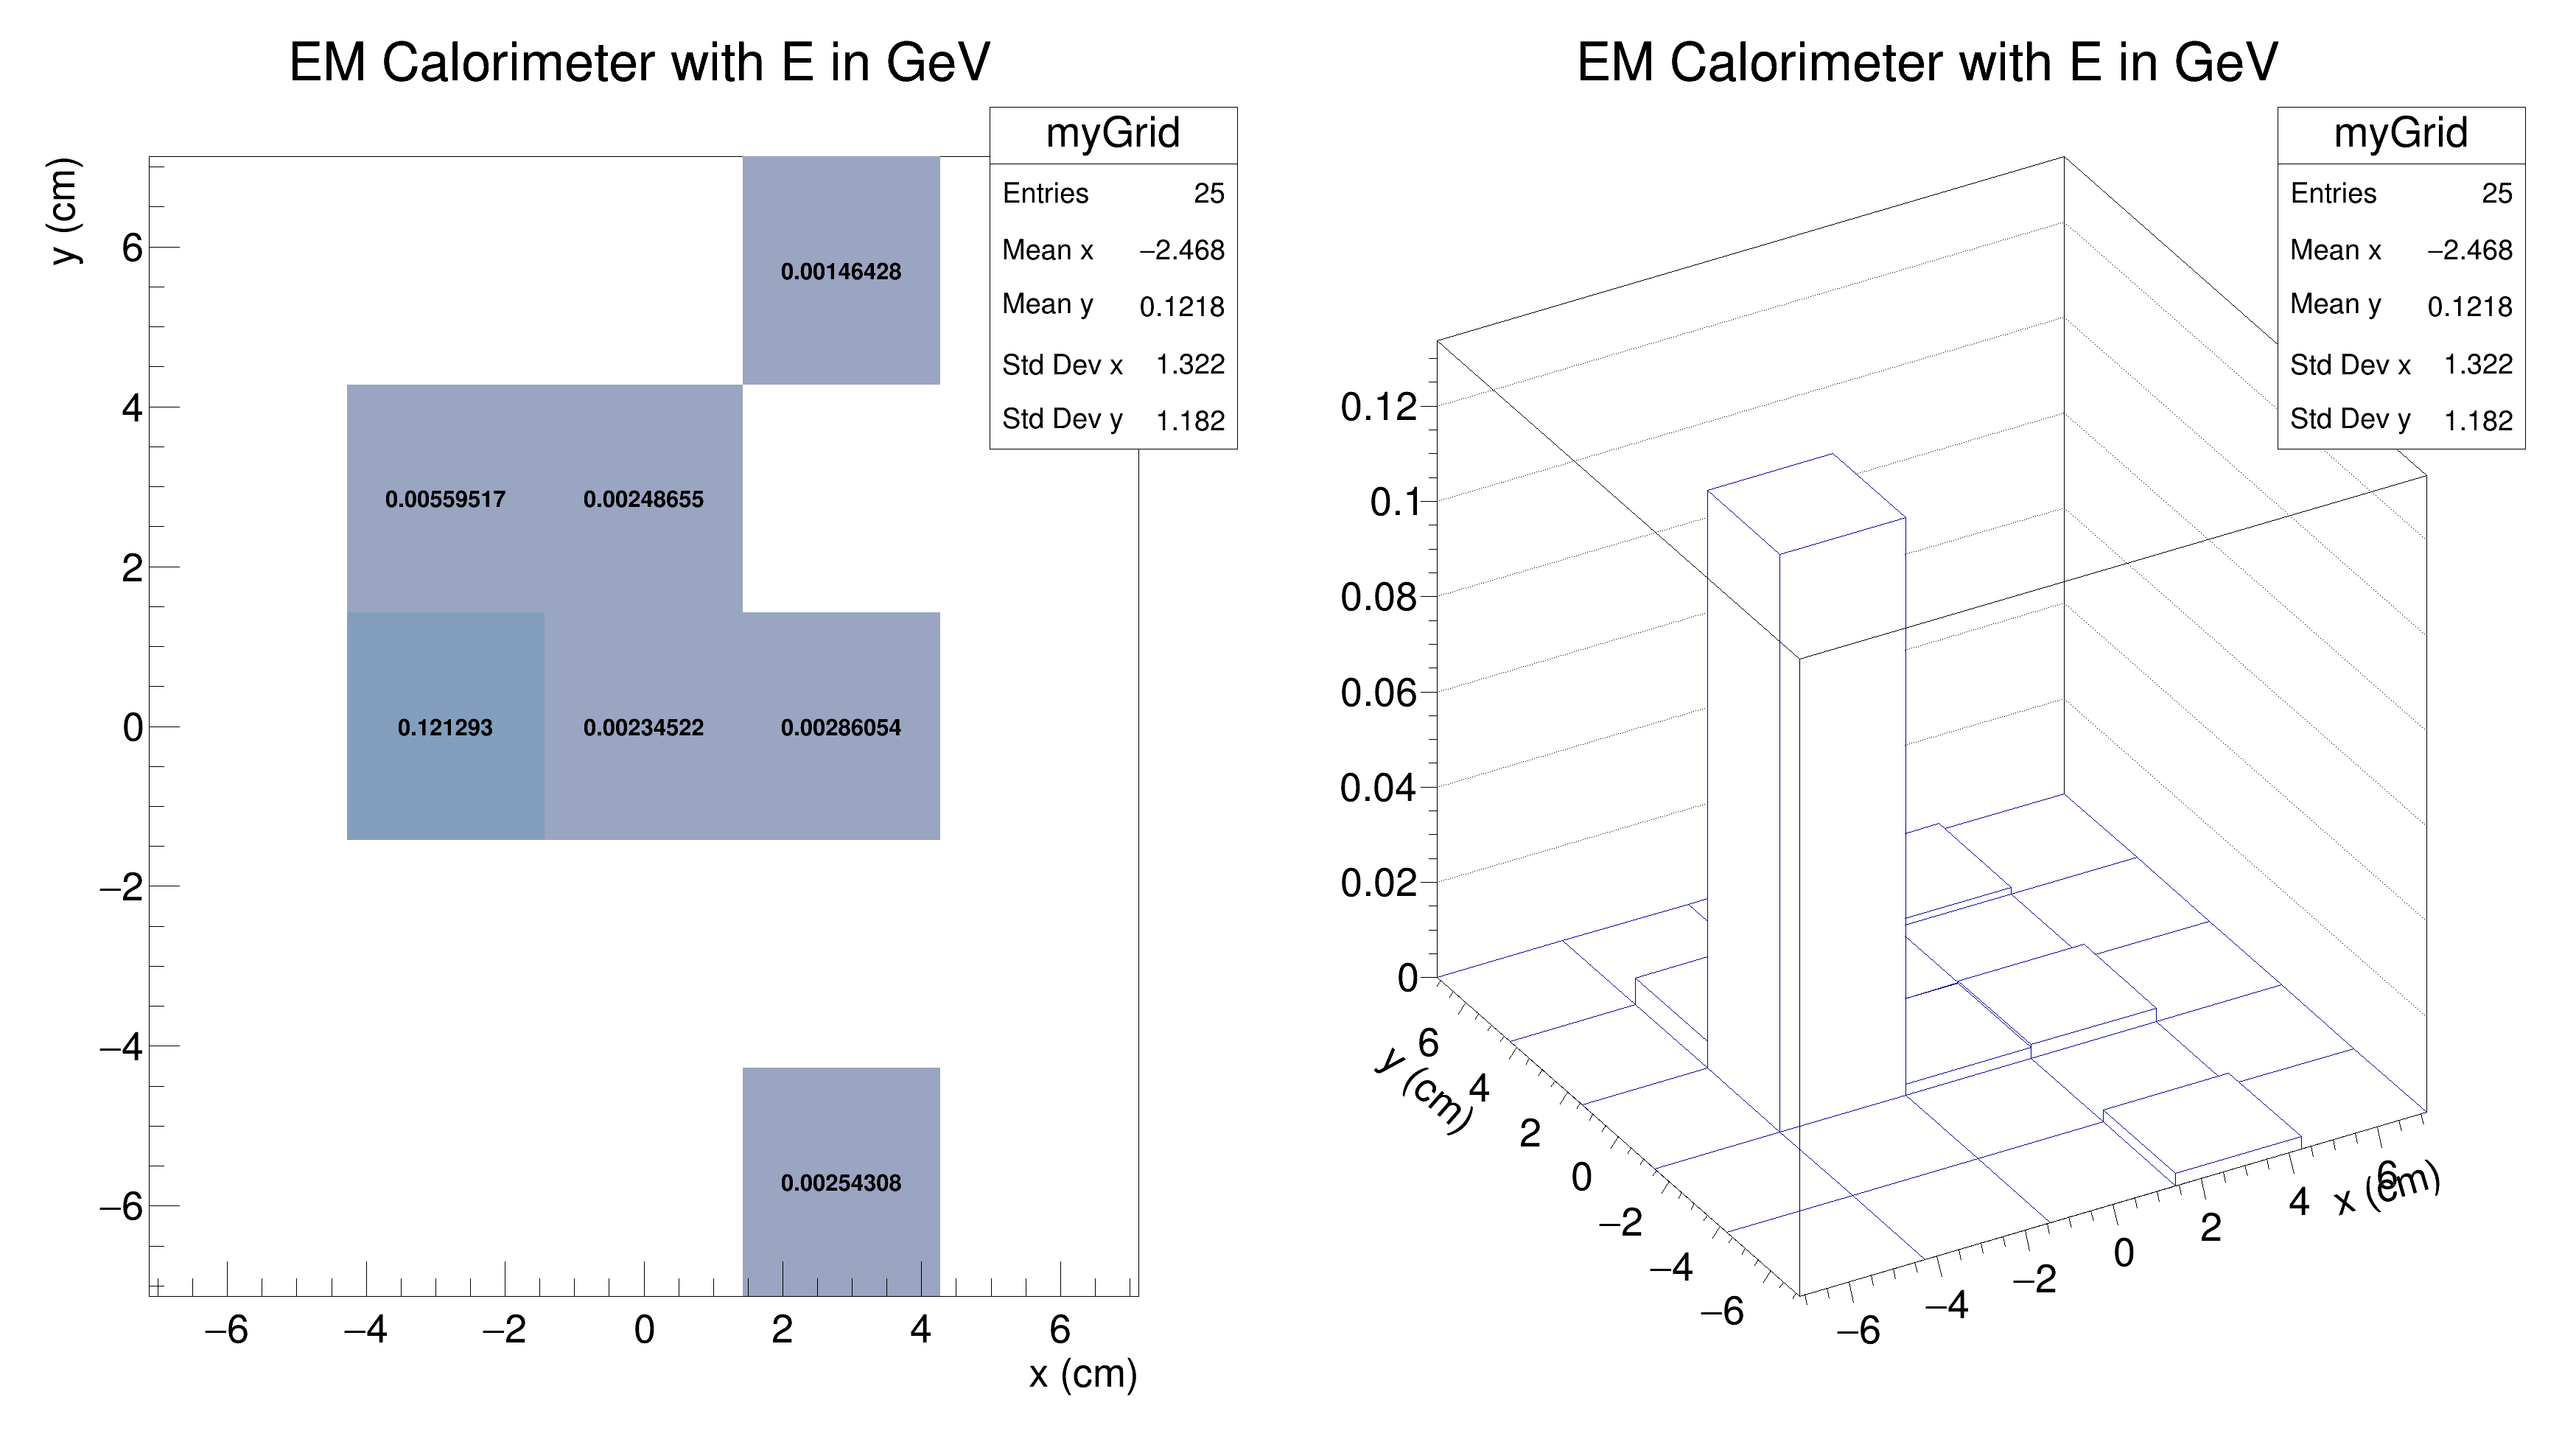 EM Calorimeter with E in GeV
myGrid
Entries 25
Mean x −2.468
Mean y 0.1218
Std Dev x 1.322
Std Dev y 1.182
y (cm)
6
4
2
0
−2
−4
−6
0.00146428
0.00559517 0.00248655
0.121293 0.00234522 0.00286054
0.00254308
−6 −4 −2 0 2 4 6
x (cm)
EM Calorimeter with E in GeV
myGrid
Entries 25
Mean x −2.468
Mean y 0.1218
Std Dev x 1.322
Std Dev y 1.182
0.12
0.1
0.08
0.06
0.04
0.02
0
6
4
2
0
−2
−4
−6
y (cm)
−6
−4
−2
0
2
4
6
x (cm)